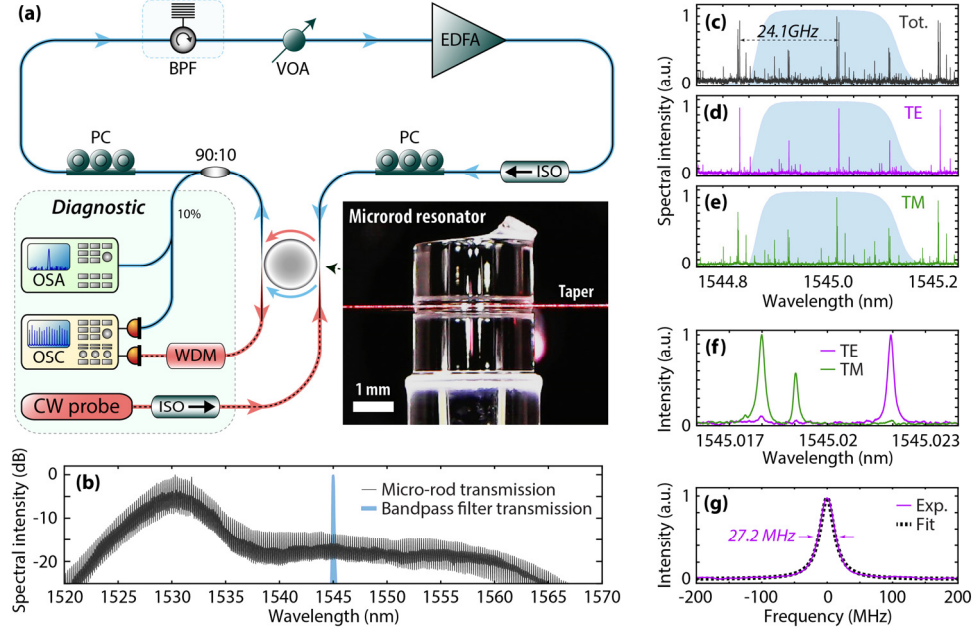 (a)
BPF
VOA
EDFA
PC
90:10
PC
ISO
Diagnostic
10%
OSA
OSC
WDM
CW probe
ISO
Microrod resonator
Taper
1 mm
(b)
Spectral intensity (dB)
0
-10
-20
Micro-rod transmission
Bandpass filter transmission
1520 1525 1530 1535 1540 1545 1550 1555 1560 1565 1570
Wavelength (nm)
(c)
24.1GHz
Tot.
1
0
(d)
TE
1
0
(e)
TM
1
0
Spectral intensity (a.u.)
1544.8 1545.0 1545.2
Wavelength (nm)
(f)
TE
TM
Intensity (a.u.)
1
0
1545.017 1545.02 1545.023
Wavelength (nm)
(g)
Exp.
Fit
27.2 MHz
Intensity (a.u.)
1
0
-200 -100 0 100 200
Frequency (MHz)